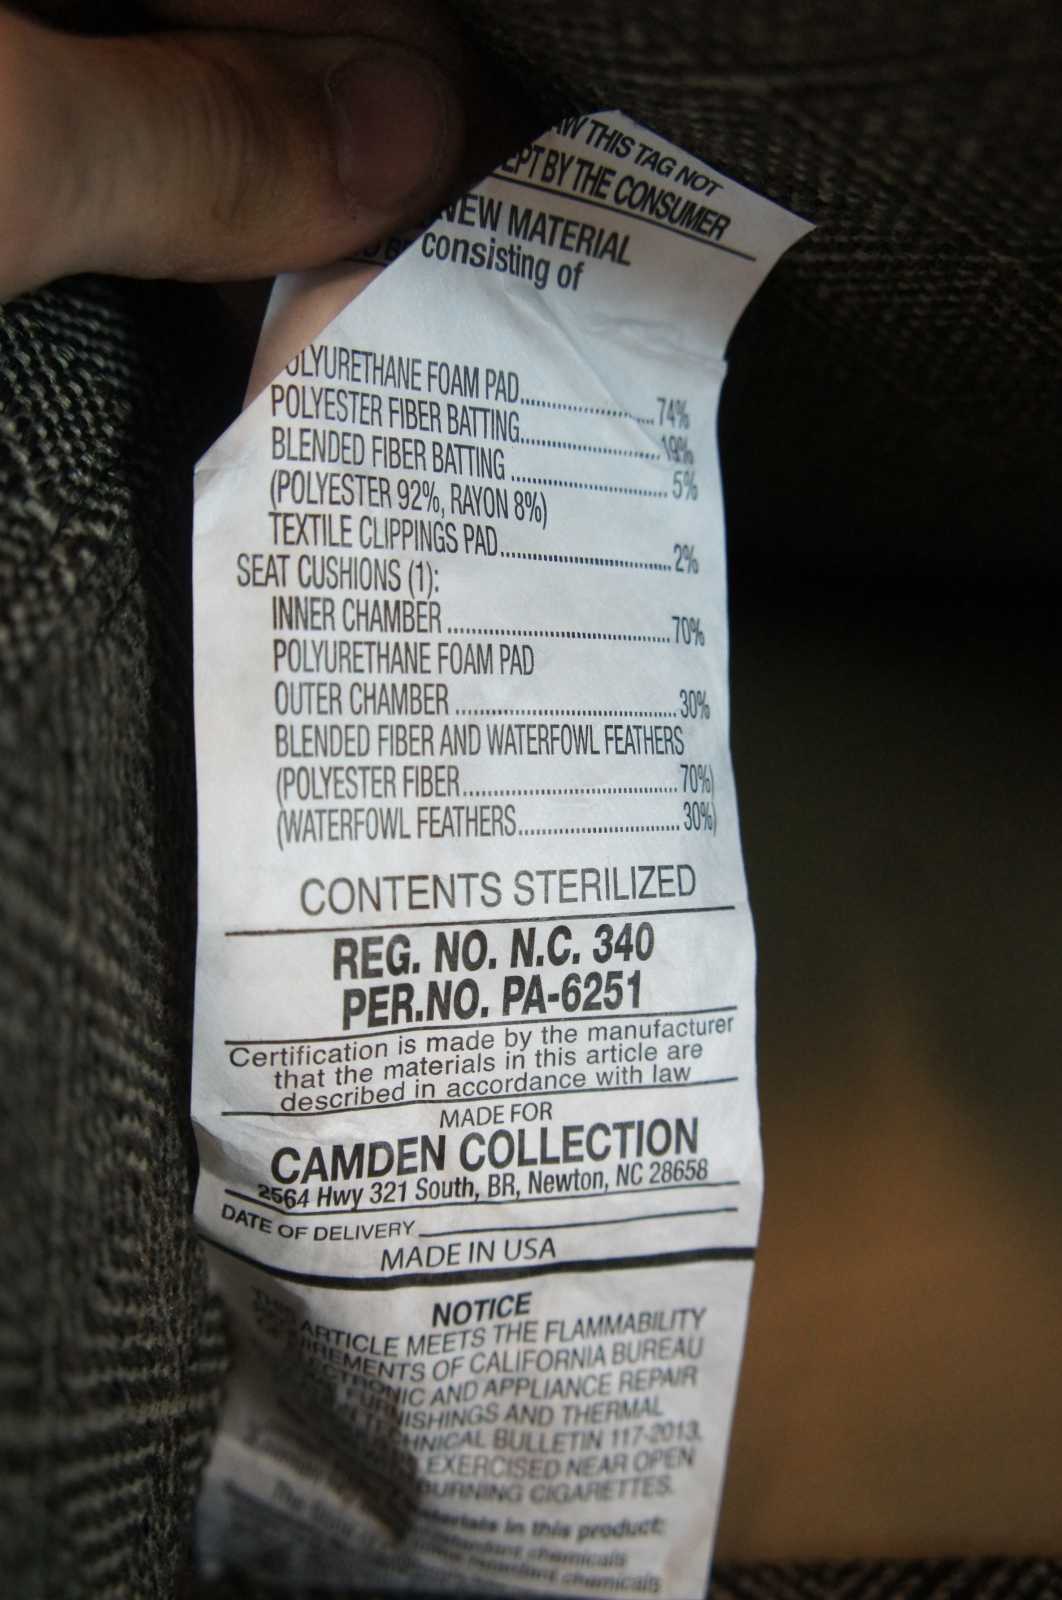 THIS TAG NOT
BY THE CONSUMER
NEW MATERIAL
consisting of
OLYURETHANE FOAM PAD..................... 74%
POLYESTER FIBER BATTING..................... 19%
BLENDED FIBER BATTING ..................... 5%
(POLYESTER 92%, RAYON 8%)
TEXTILE CLIPPINGS PAD..................... 2%
SEAT CUSHIONS (1):
INNER CHAMBER ..................... 70%
POLYURETHANE FOAM PAD
OUTER CHAMBER ..................... 30%
BLENDED FIBER AND WATERFOWL FEATHERS
(POLYESTER FIBER..................... 70%)
(WATERFOWL FEATHERS..................... 30%)
CONTENTS STERILIZED
REG. NO. N.C. 340
PER.NO. PA-6251
Certification is made by the manufacturer
that the materials in this article are
described in accordance with law
MADE FOR
CAMDEN COLLECTION
2564 Hwy 321 South, BR, Newton, NC 28658
DATE OF DELIVERY
MADE IN USA
NOTICE
ARTICLE MEETS THE FLAMMABILITY
OF CALIFORNIA BUREAU
AND APPLIANCE REPAIR
AND THERMAL
BULLETIN 117-2013.
EXERCISED NEAR OPEN
BURNING CIGARETTES.
in this product:
chemicals
chemicals